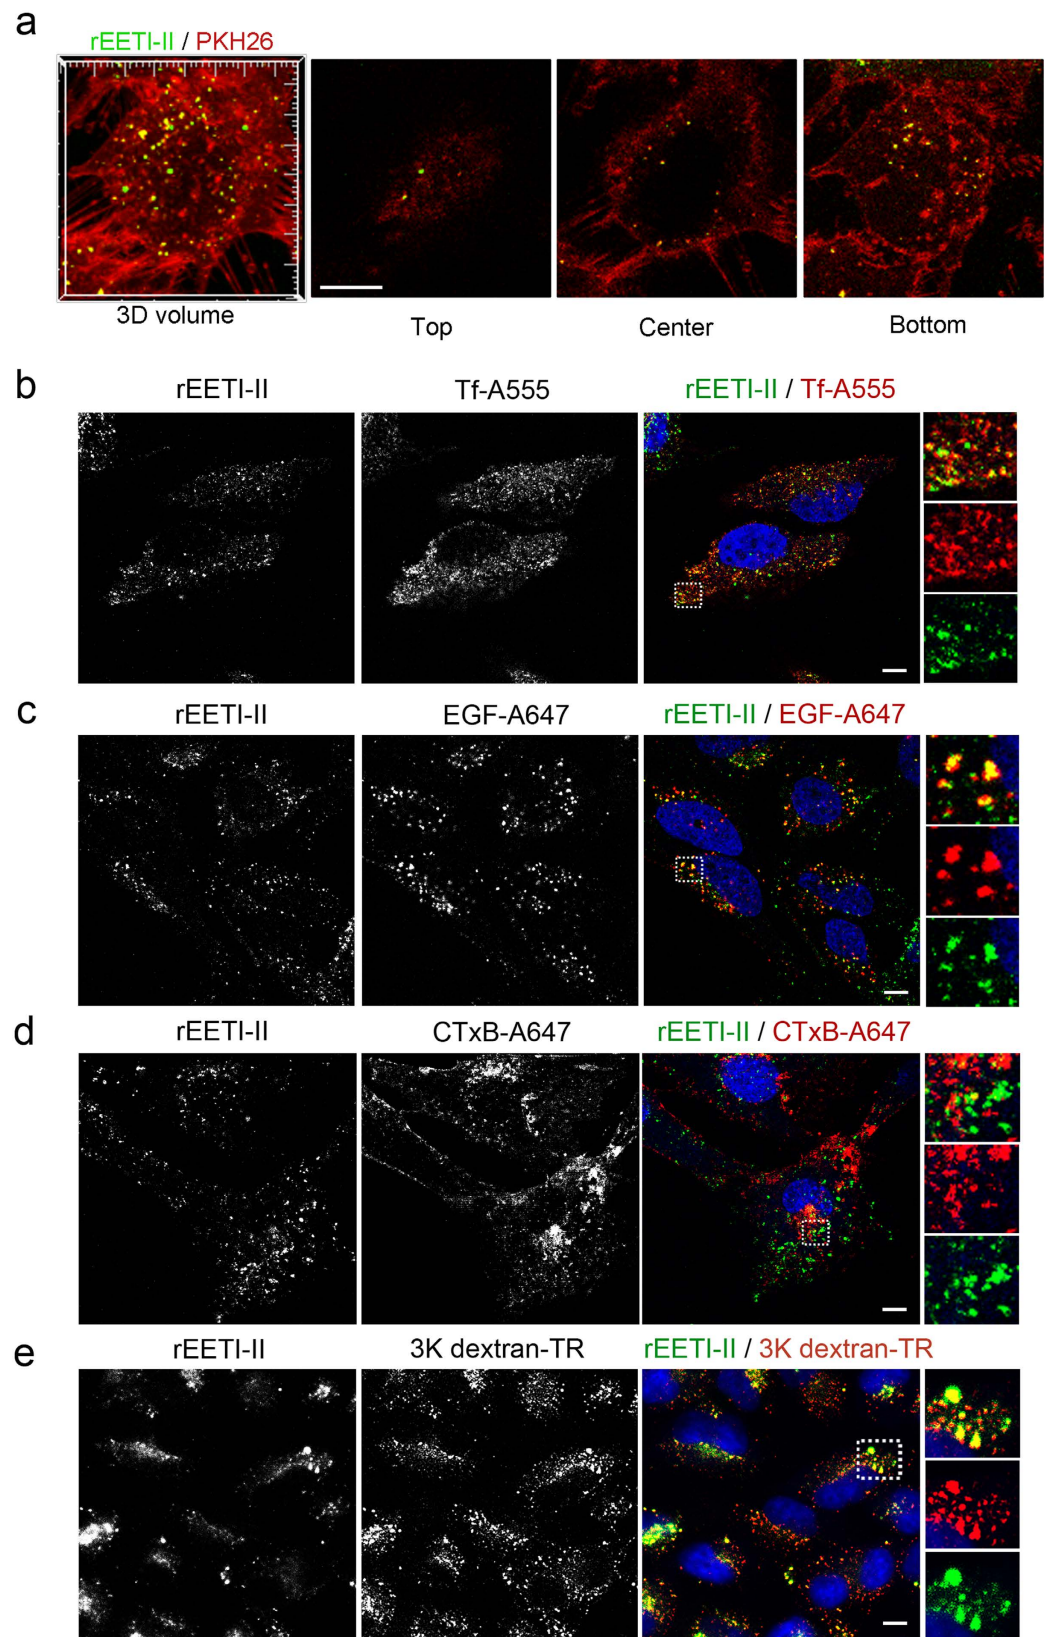 a
rEETI-II / PKH26
3D volume
Top
Center
Bottom
b
rEETI-II
Tf-A555
rEETI-II / Tf-A555
c
rEETI-II
EGF-A647
rEETI-II / EGF-A647
d
rEETI-II
CTxB-A647
rEETI-II / CTxB-A647
e
rEETI-II
3K dextran-TR
rEETI-II / 3K dextran-TR